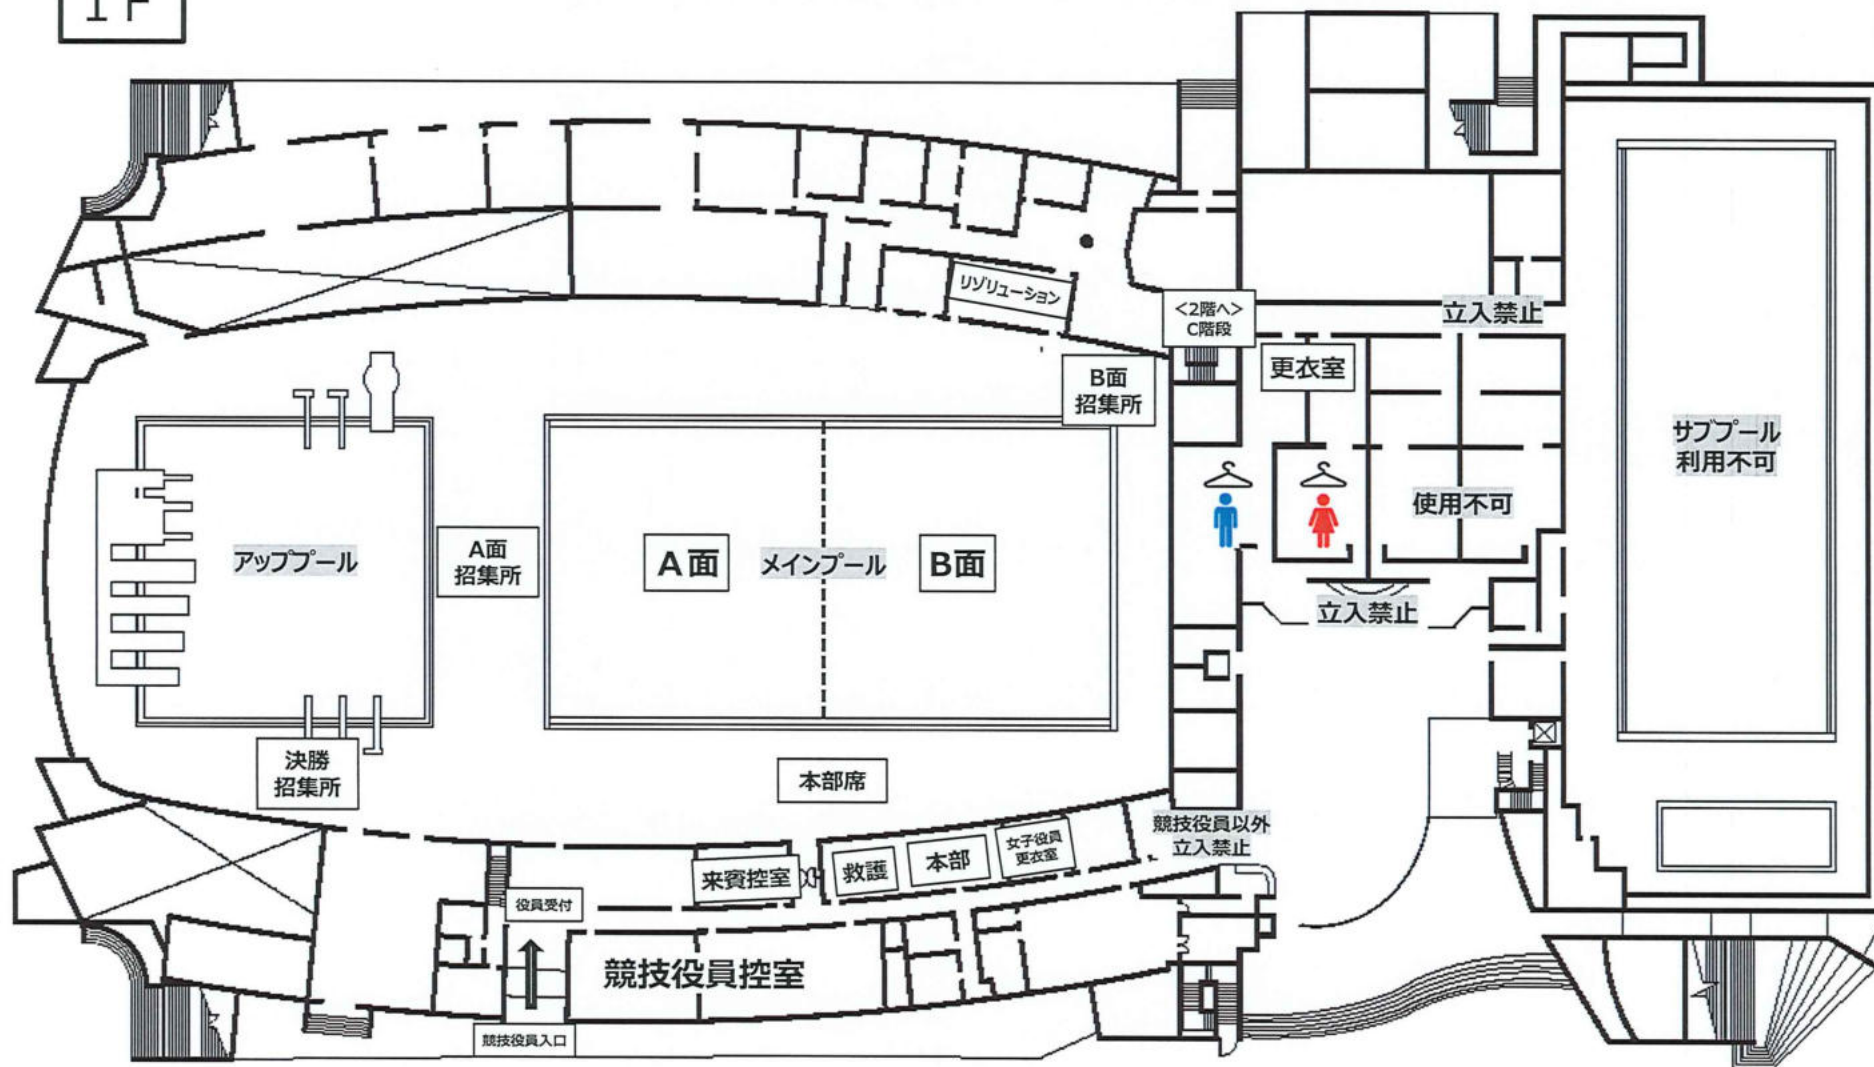 1F
リゾリューション
<2階へ>
C階段
立入禁止
更衣室
B面
招集所
サブプール
利用不可
使用不可
アッププール
A面
招集所
A面
メインプール
B面
立入禁止
決勝
招集所
本部席
競技役員以外
立入禁止
来賓控室
救護
本部
女子役員
更衣室
役員受付
競技役員控室
競技役員入口